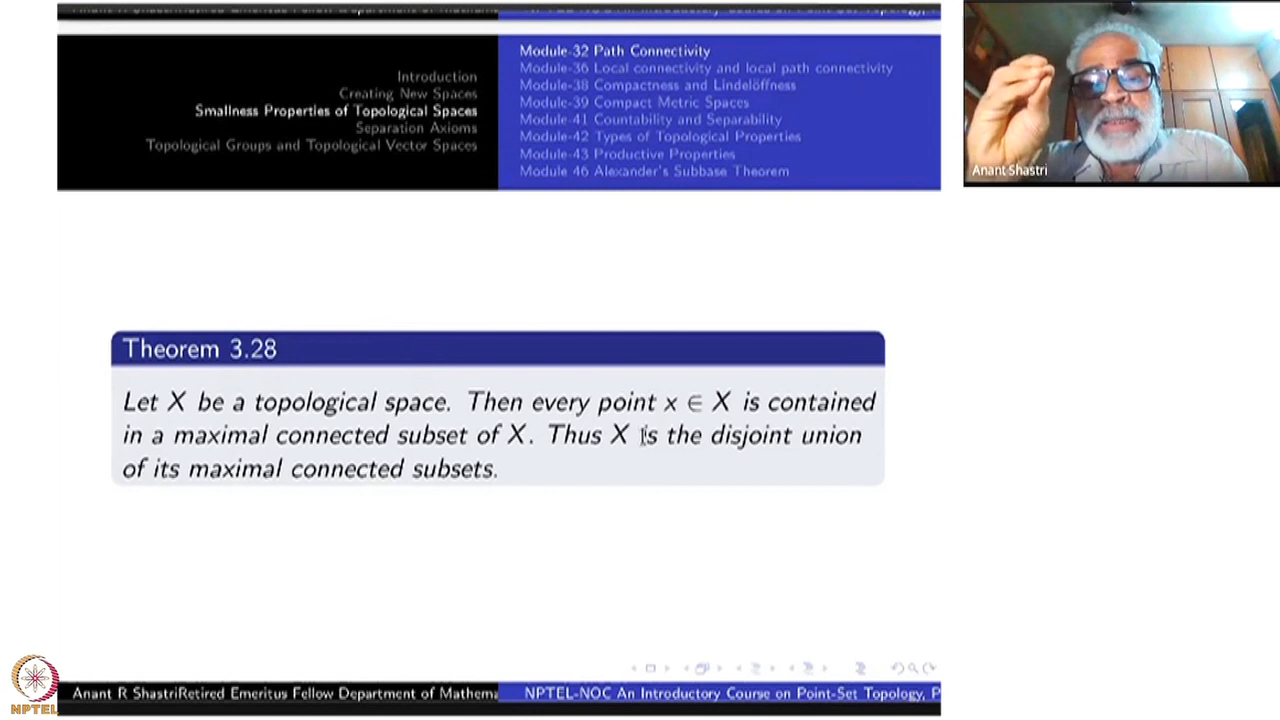 Introduction
Creating New Spaces
Smallness Properties of Topological Spaces
Separation Axioms
Topological Groups and Topological Vector Spaces
Module-32 Path Connectivity
Module-36 Local connectivity and local path connectivity
Module-38 Compactness and Lindelöffness
Module-39 Compact Metric Spaces
Module-41 Countability and Separability
Module-42 Types of Topological Properties
Module-43 Productive Properties
Module 46 Alexander's Subbase Theorem
Anant Shastri
Theorem 3.28
Let X be a topological space. Then every point x ∈ X is contained
in a maximal connected subset of X. Thus X is the disjoint union
of its maximal connected subsets.
NPTEL
Anant R ShastriRetired Emeritus Fellow Department of Mathema
NPTEL-NOC An Introductory Course on Point-Set Topology, P